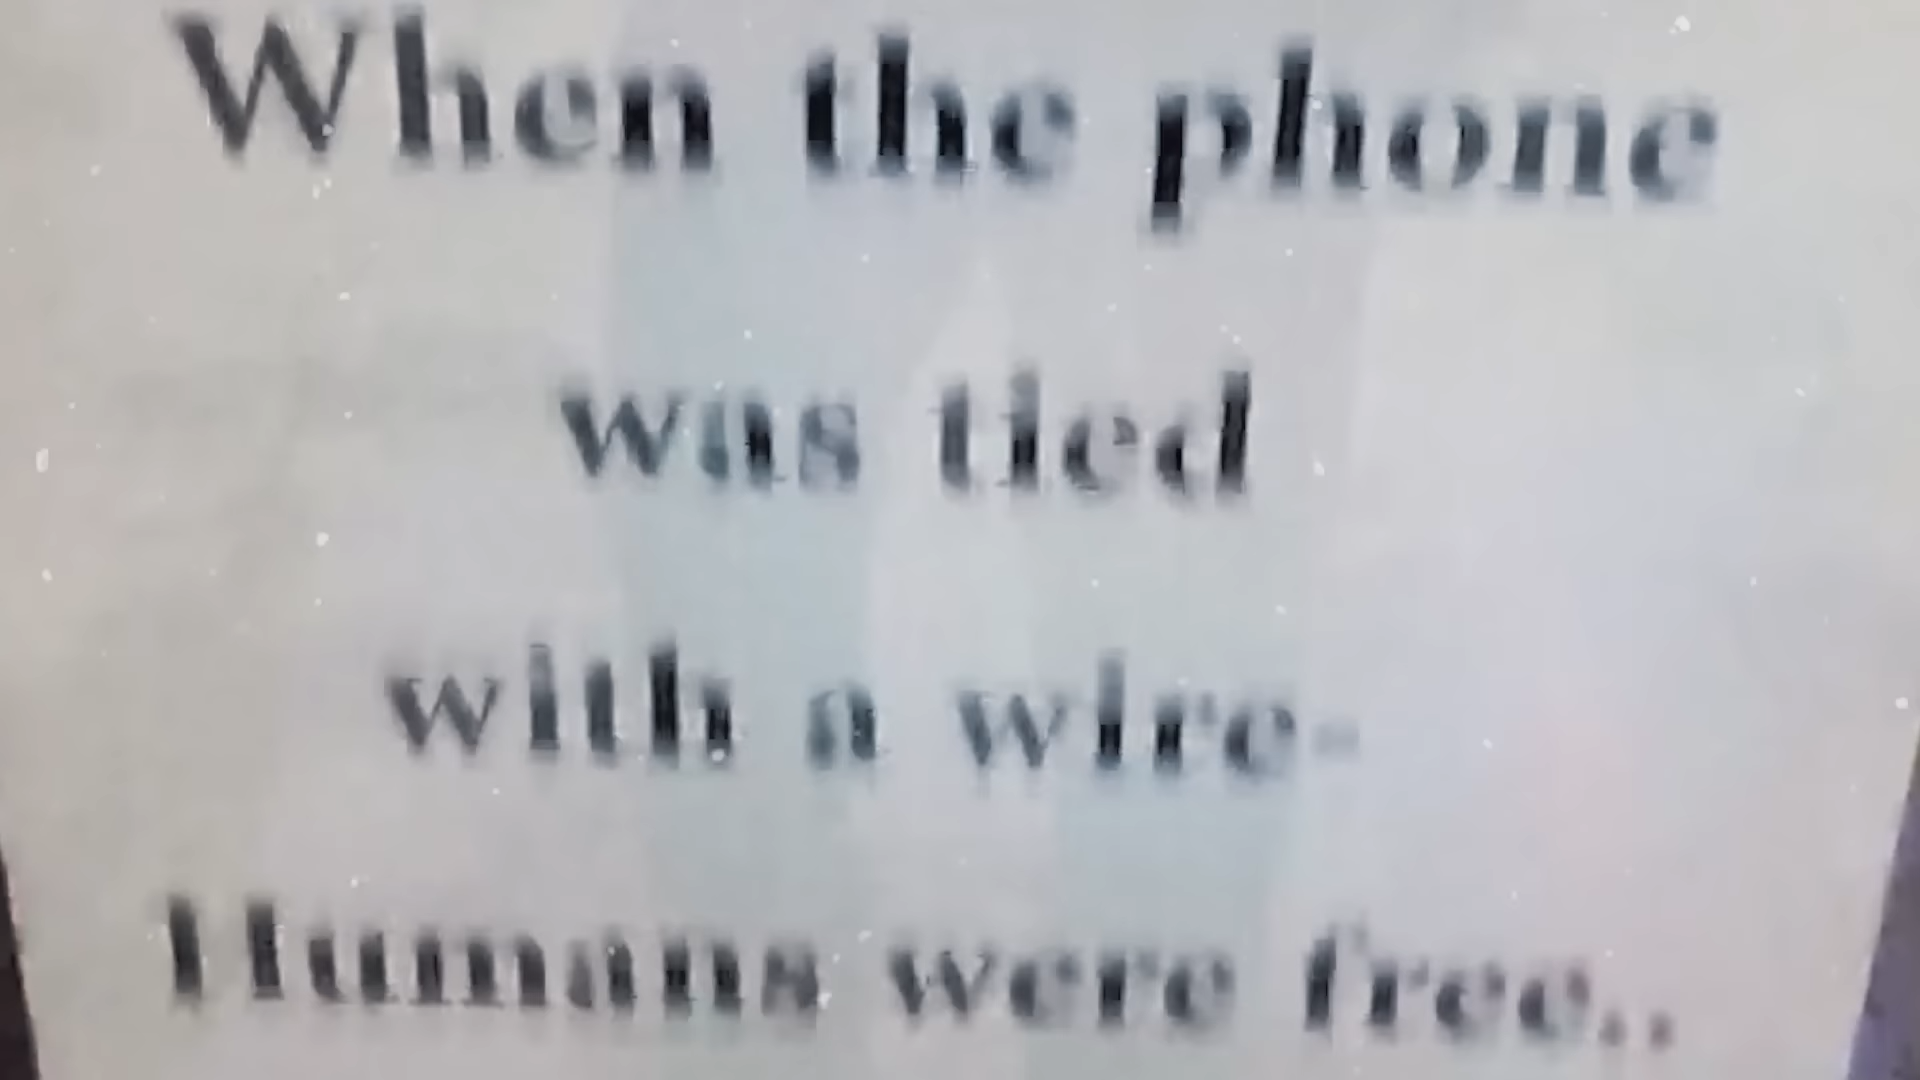 When the phone
was tied
with a wire-
Humans were free..